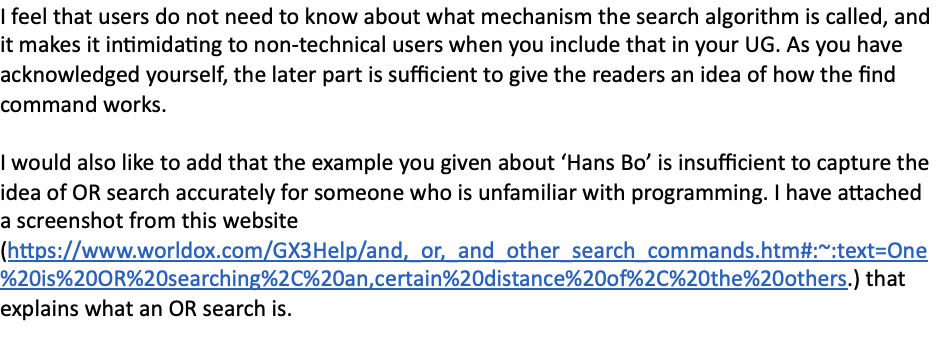 I feel that users do not need to know about what mechanism the search algorithm is called, and
it makes it intimidating to non-technical users when you include that in your UG. As you have
acknowledged yourself, the later part is sufficient to give the readers an idea of how the find
command works.
I would also like to add that the example you given about ‘Hans Bo’ is insufficient to capture the
idea of OR search accurately for someone who is unfamiliar with programming. I have attached
a screenshot from this website
(https://www.worldox.com/GX3Help/and,_or,_and_other_search_commands.htm#:~:text=One
%20is%20OR%20searching%2C%20an,certain%20distance%20of%2C%20the%20others.) that
explains what an OR search is.